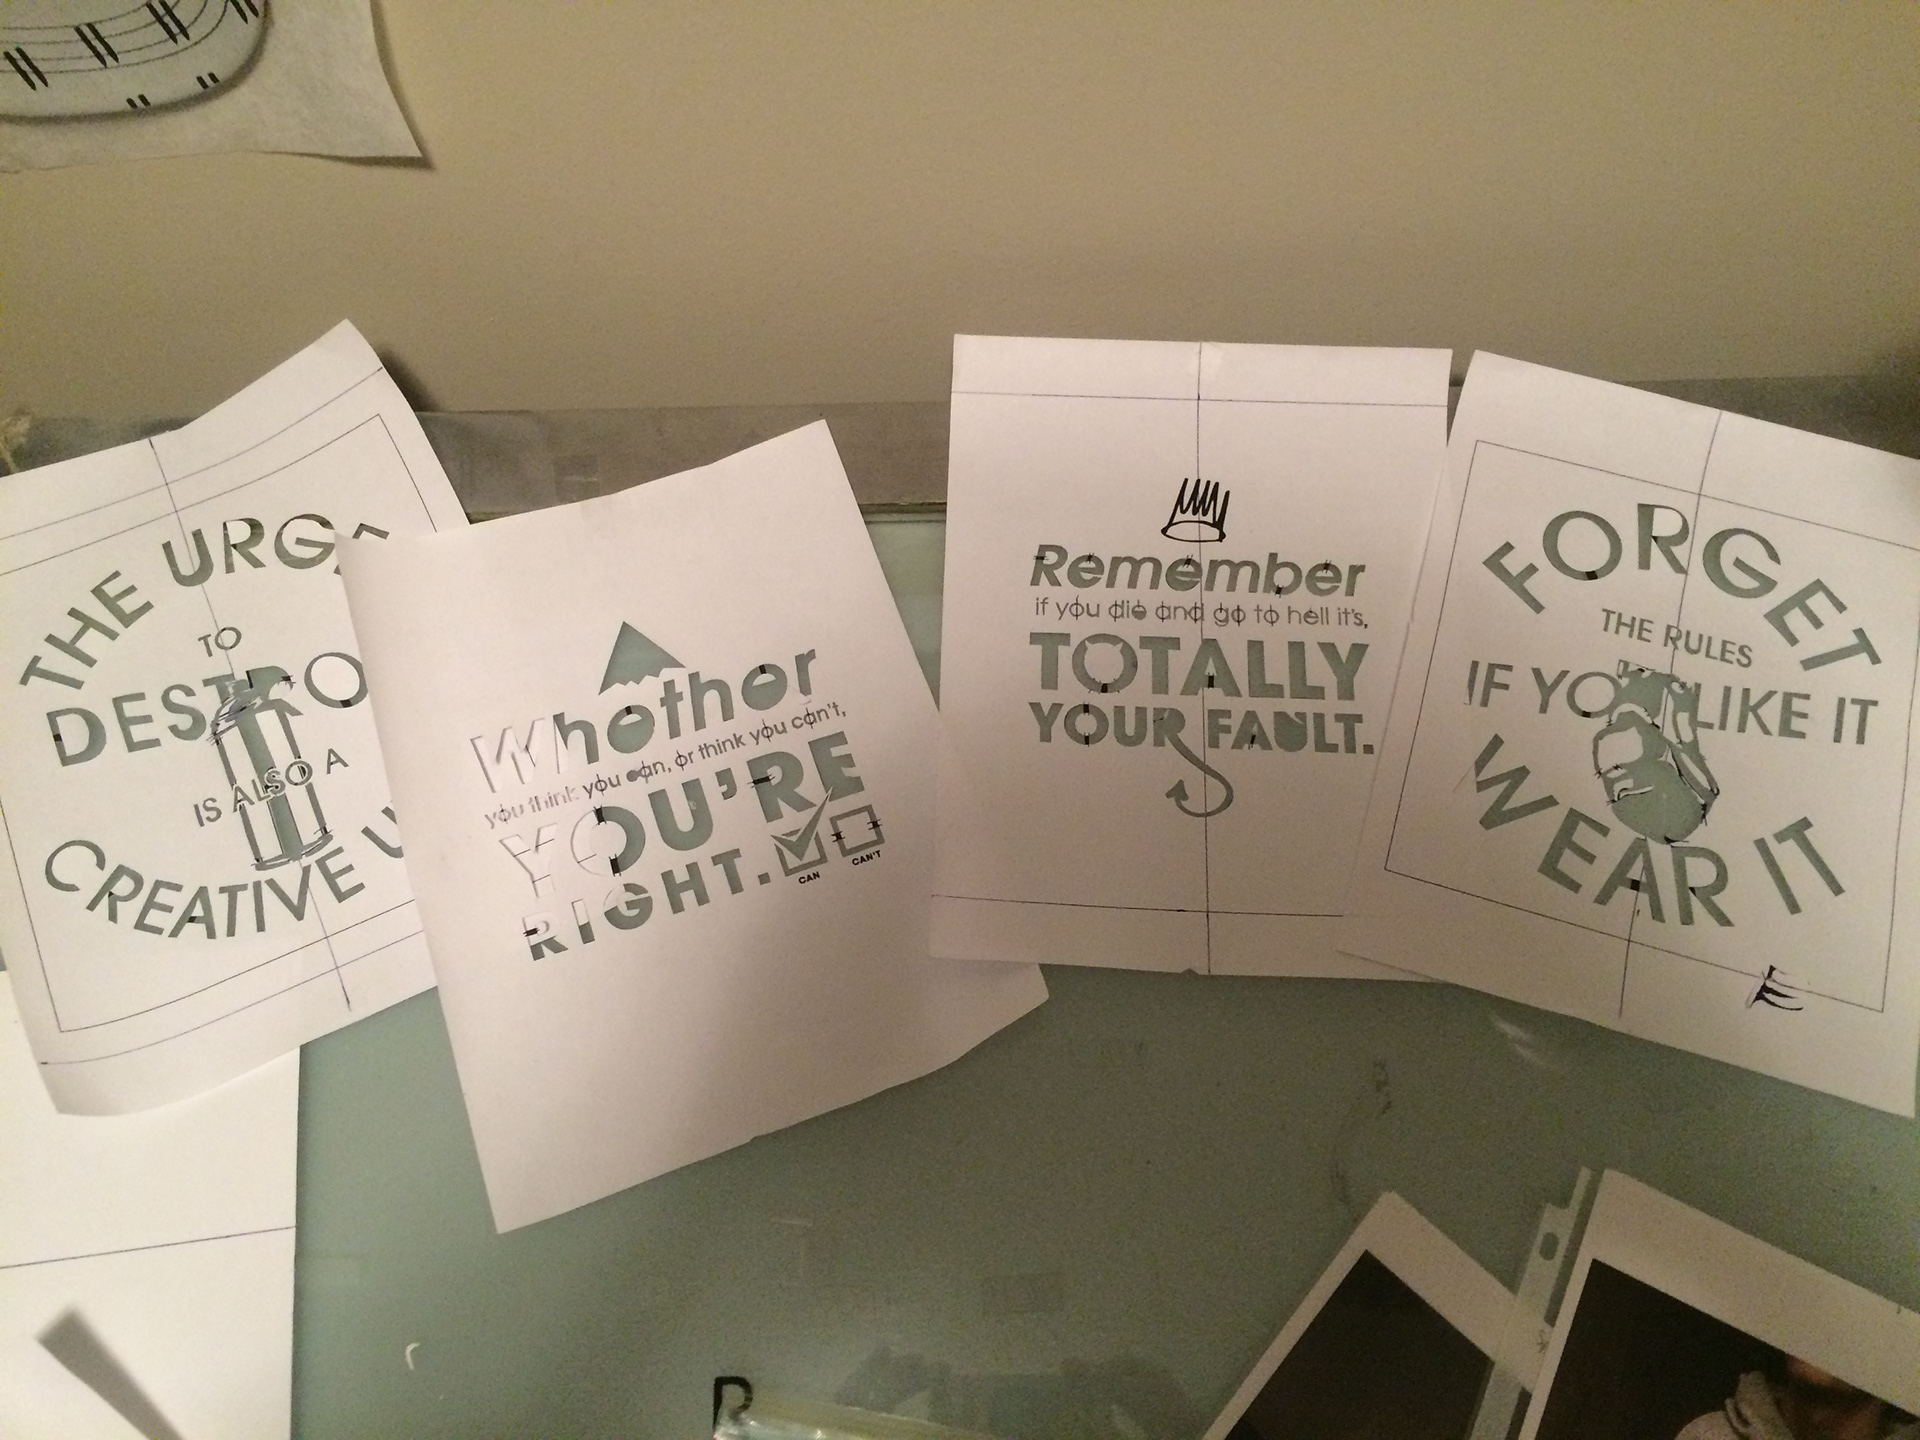 THE URG
TO
DESTRO
IS ALSO A
CREATIVE U
Whether
you think you can, or think you can't,
YOU'RE
RIGHT.
CAN
CAN'T
Remember
if you die and go to hell it's,
TOTALLY
YOUR FAULT.
FORGET
THE RULES
IF YOU LIKE IT
WEAR IT
R